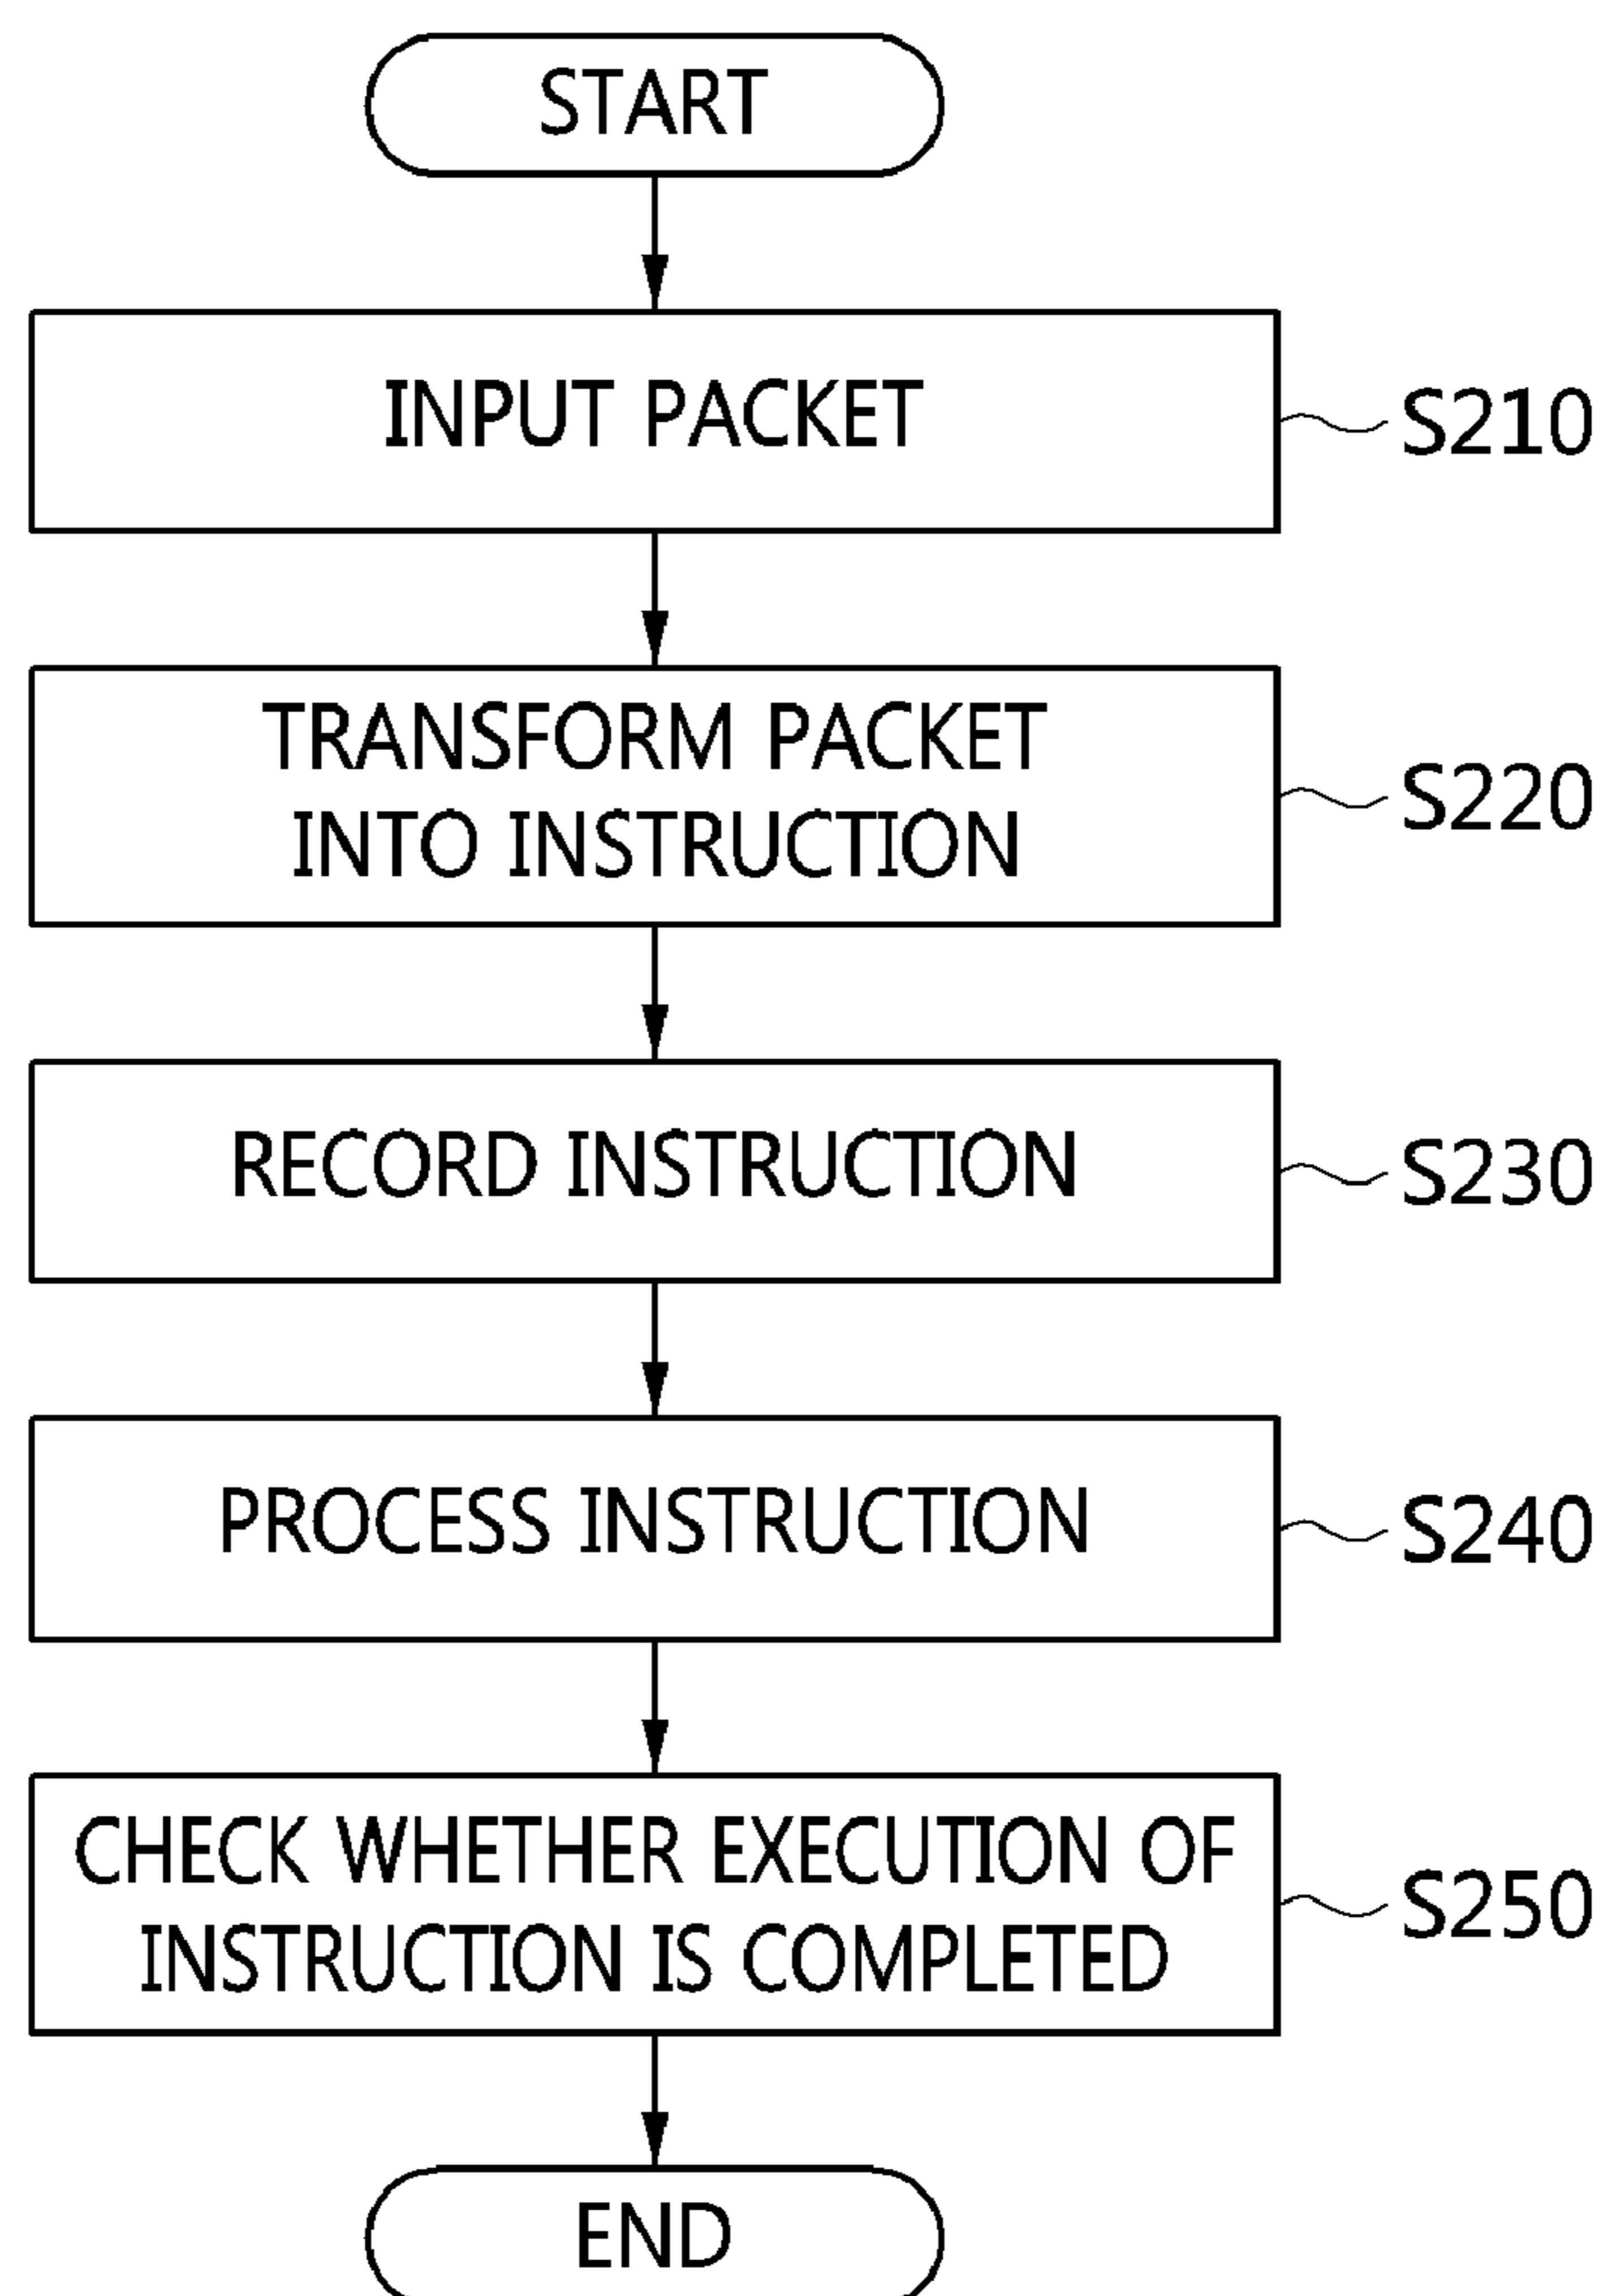 START
INPUT PACKET
S210
TRANSFORM PACKET
INTO INSTRUCTION
S220
RECORD INSTRUCTION
S230
PROCESS INSTRUCTION
S240
CHECK WHETHER EXECUTION OF
INSTRUCTION IS COMPLETED
S250
END